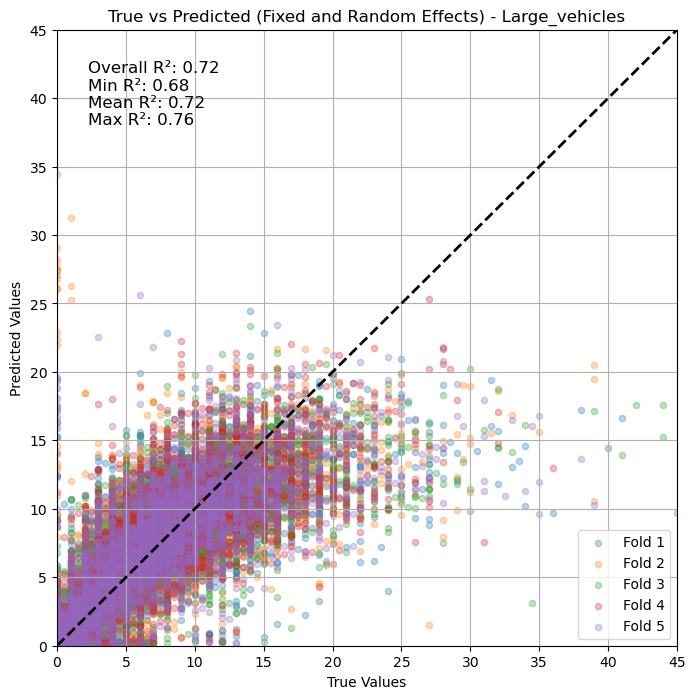 True vs Predicted (Fixed and Random Effects) - Large_vehicles
Overall R²: 0.72
Min R²: 0.68
Mean R²: 0.72
Max R²: 0.76
45
40
35
30
25
20
15
10
5
0
Predicted Values
Fold 1
Fold 2
Fold 3
Fold 4
Fold 5
0 5 10 15 20 25 30 35 40 45
True Values